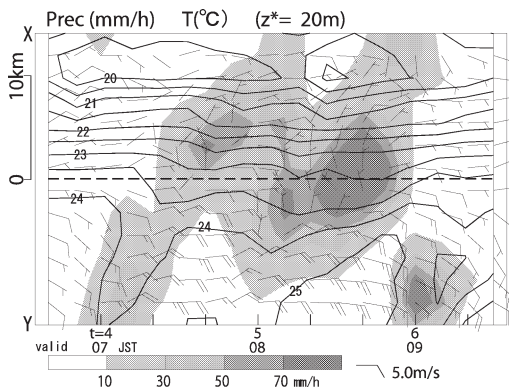 Prec (mm/h) T(℃) (z*= 20m)
X
20
10km
21
22
23
0
24
24
25
Y
t=4 5 6
valid 07 JST 08 09
10 30 50 70 mm/h
5.0m/s